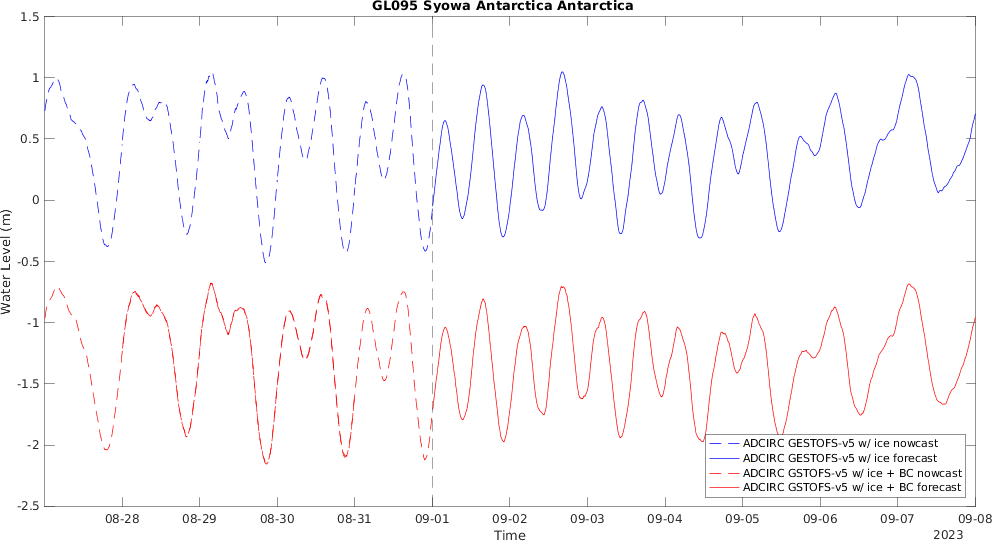 GL095 Syowa Antarctica Antarctica
1.5
1
0.5
0
-0.5
-1
-1.5
-2
-2.5
Water Level (m)
ADCIRC GESTOFS-v5 w/ ice nowcast
ADCIRC GESTOFS-v5 w/ ice forecast
ADCIRC GSTOFS-v5 w/ ice + BC nowcast
ADCIRC GSTOFS-v5 w/ ice + BC forecast
08-28 08-29 08-30 08-31 09-01 09-02 09-03 09-04 09-05 09-06 09-07 09-08
Time
2023